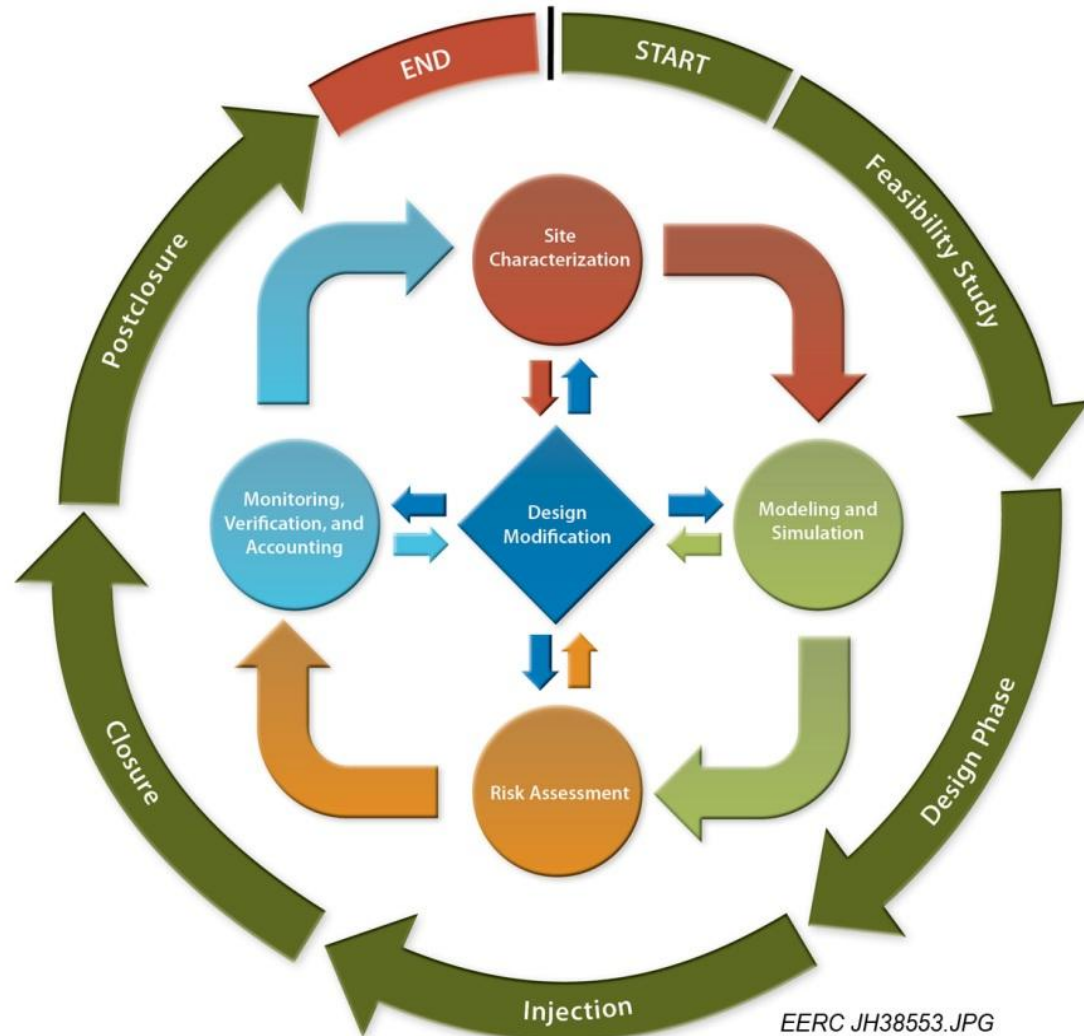 END
START
Feasibility Study
Design Phase
Injection
Closure
Postclosure
Site
Characterization
Modeling and
Simulation
Risk Assessment
Monitoring,
Verification, and
Accounting
Design
Modification
EERC JH38553.JPG